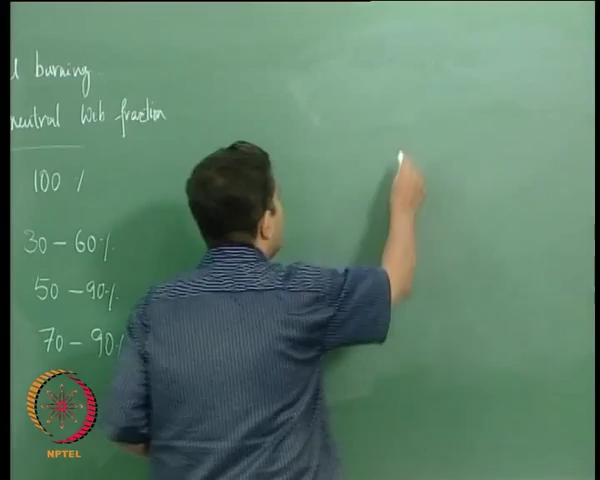 burning
neutral Web fraction
100 %
30 - 60%
50 - 90%
70 - 90%
NPTEL